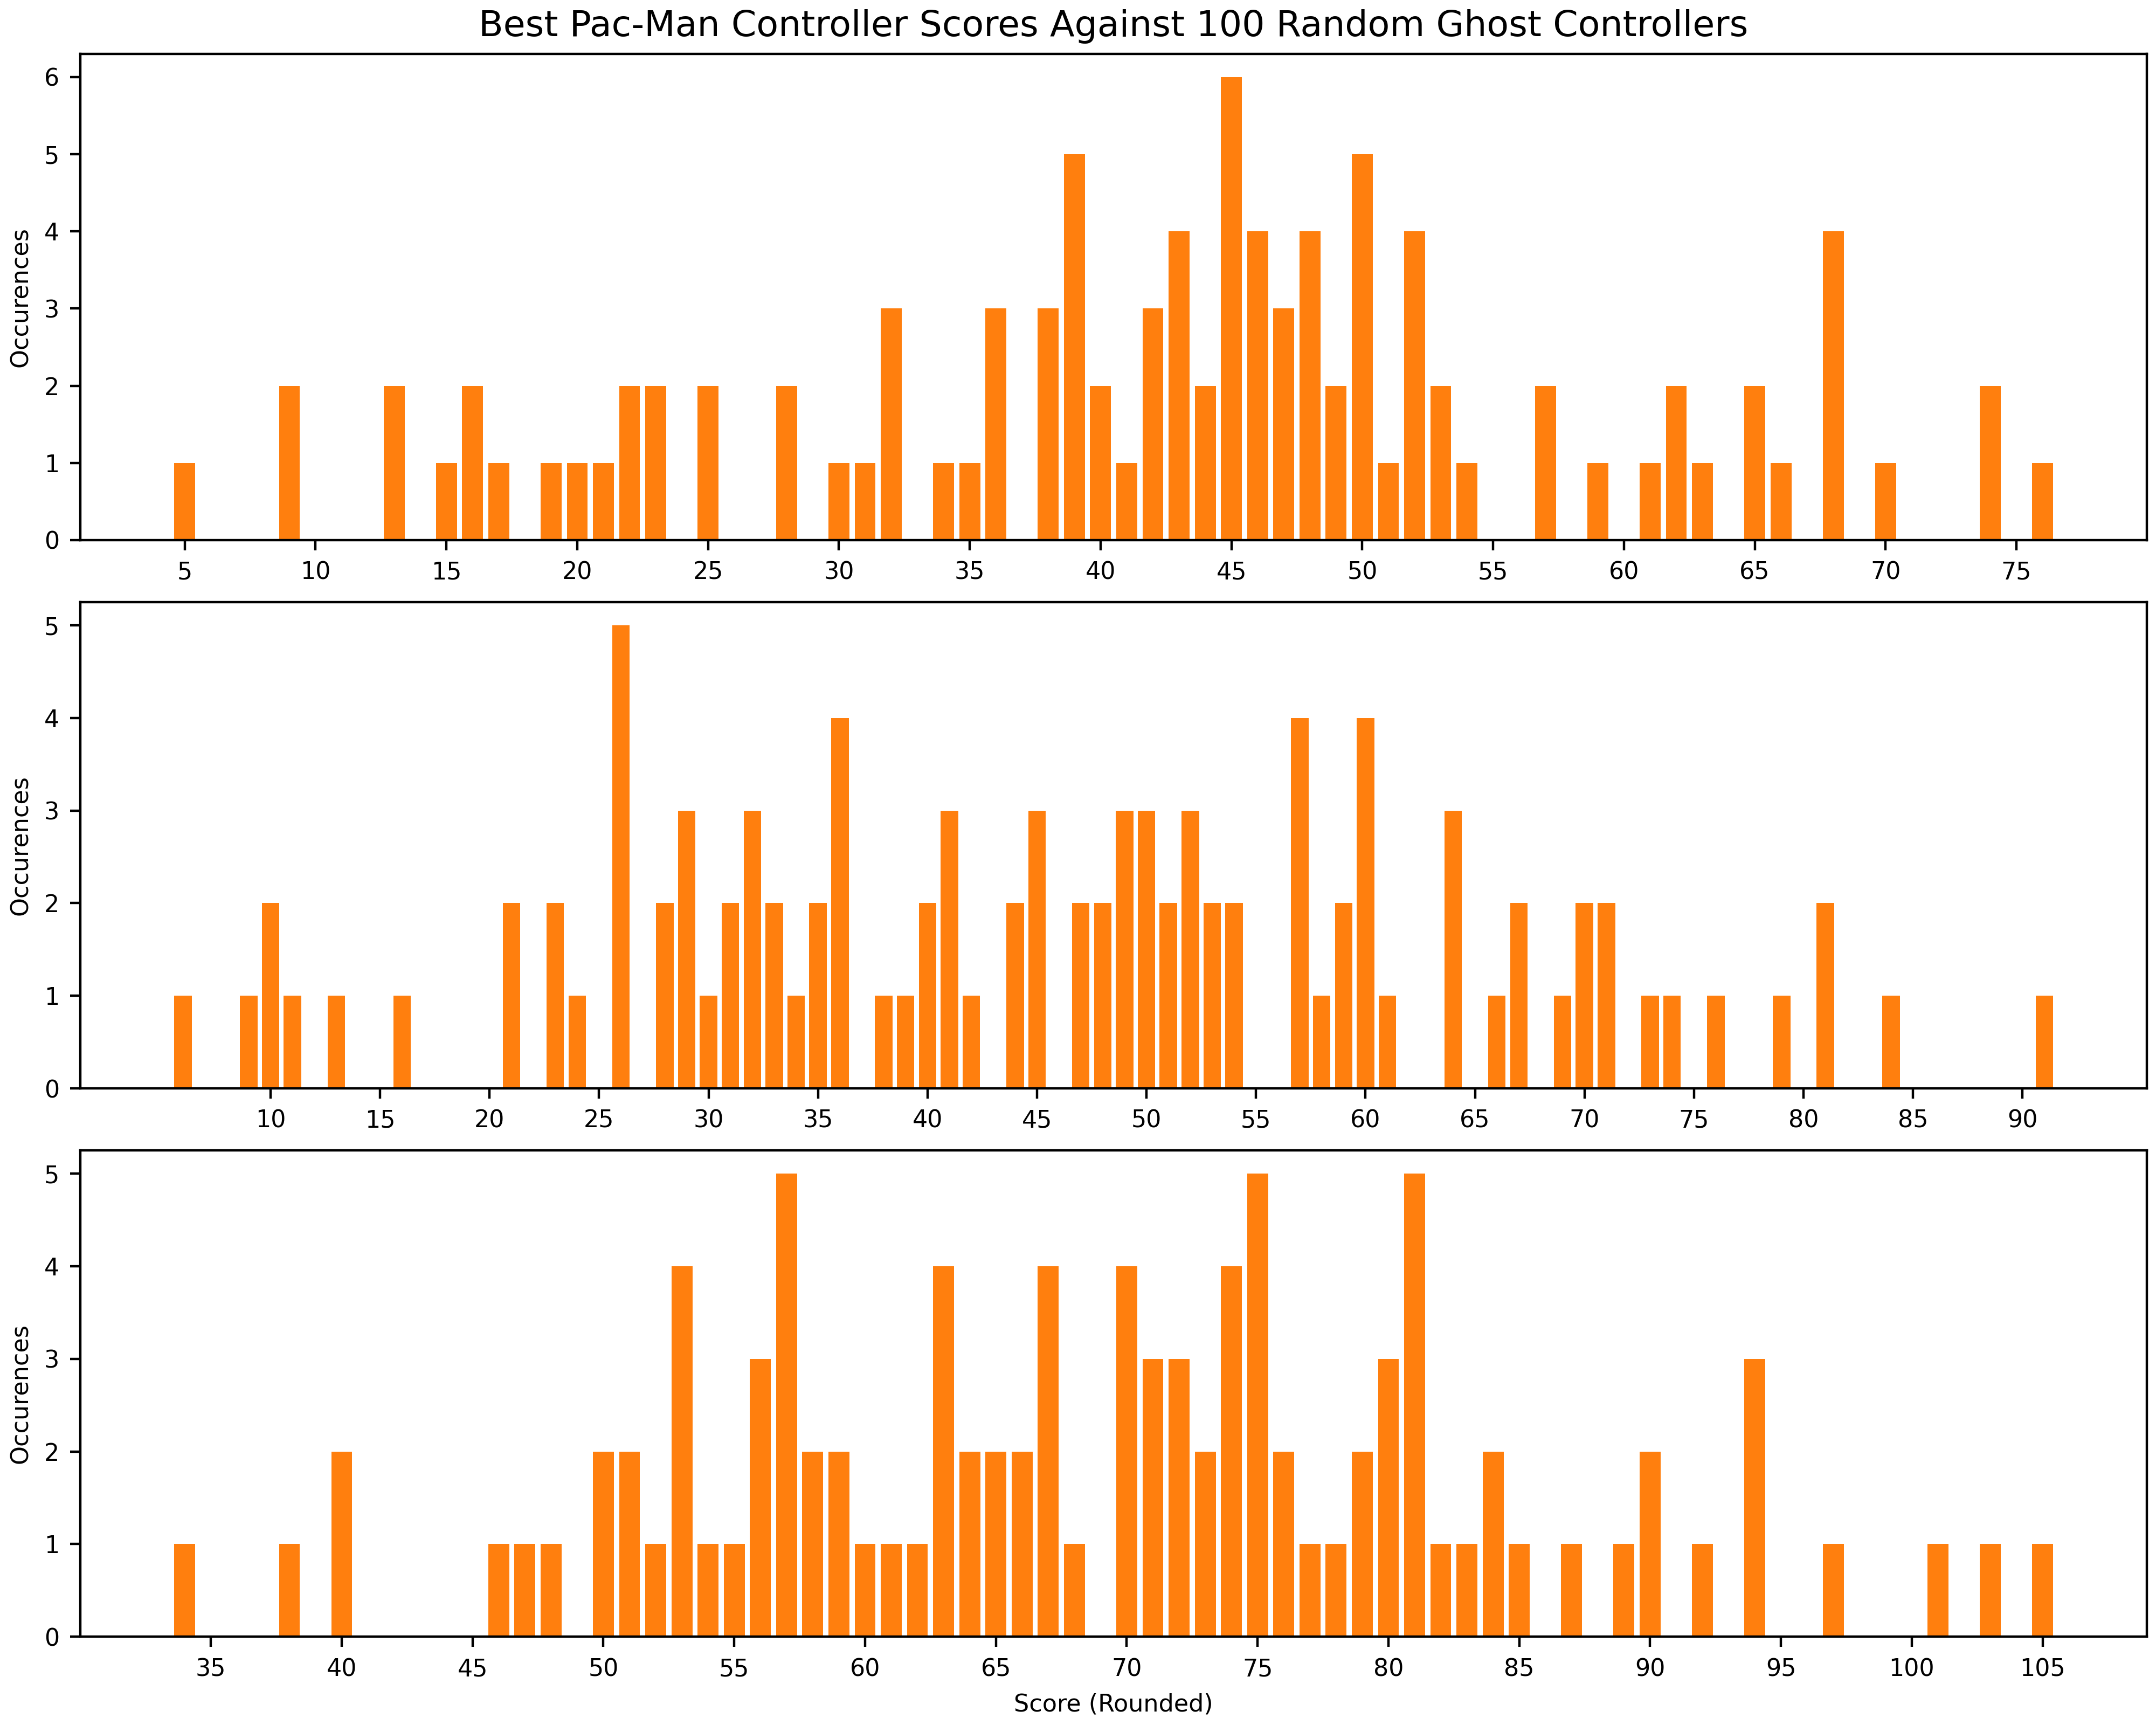 Best Pac-Man Controller Scores Against 100 Random Ghost Controllers
6
5
4
3
2
1
0
Occurences
5 10 15 20 25 30 35 40 45 50 55 60 65 70 75
5
4
3
2
1
0
Occurences
10 15 20 25 30 35 40 45 50 55 60 65 70 75 80 85 90
5
4
3
2
1
0
Occurences
35 40 45 50 55 60 65 70 75 80 85 90 95 100 105
Score (Rounded)